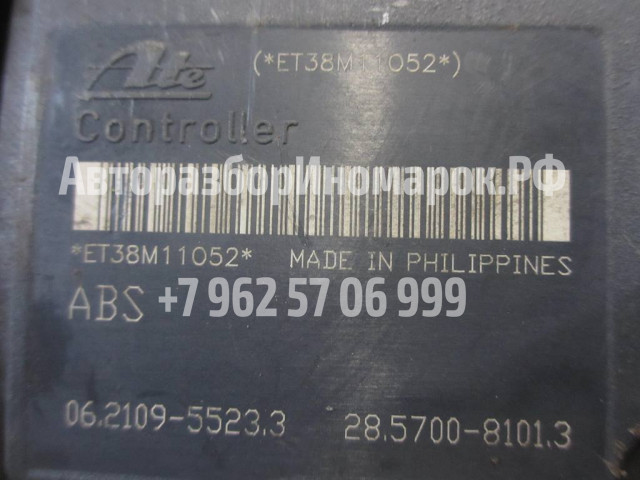 Ate (*ET38M11052*)
Controller
АвторазборИномарок.РФ
*ET38M11052* MADE IN PHILIPPINES
ABS +7 962 57 06 999
06.2109-5523.3 28.5700-8101.3